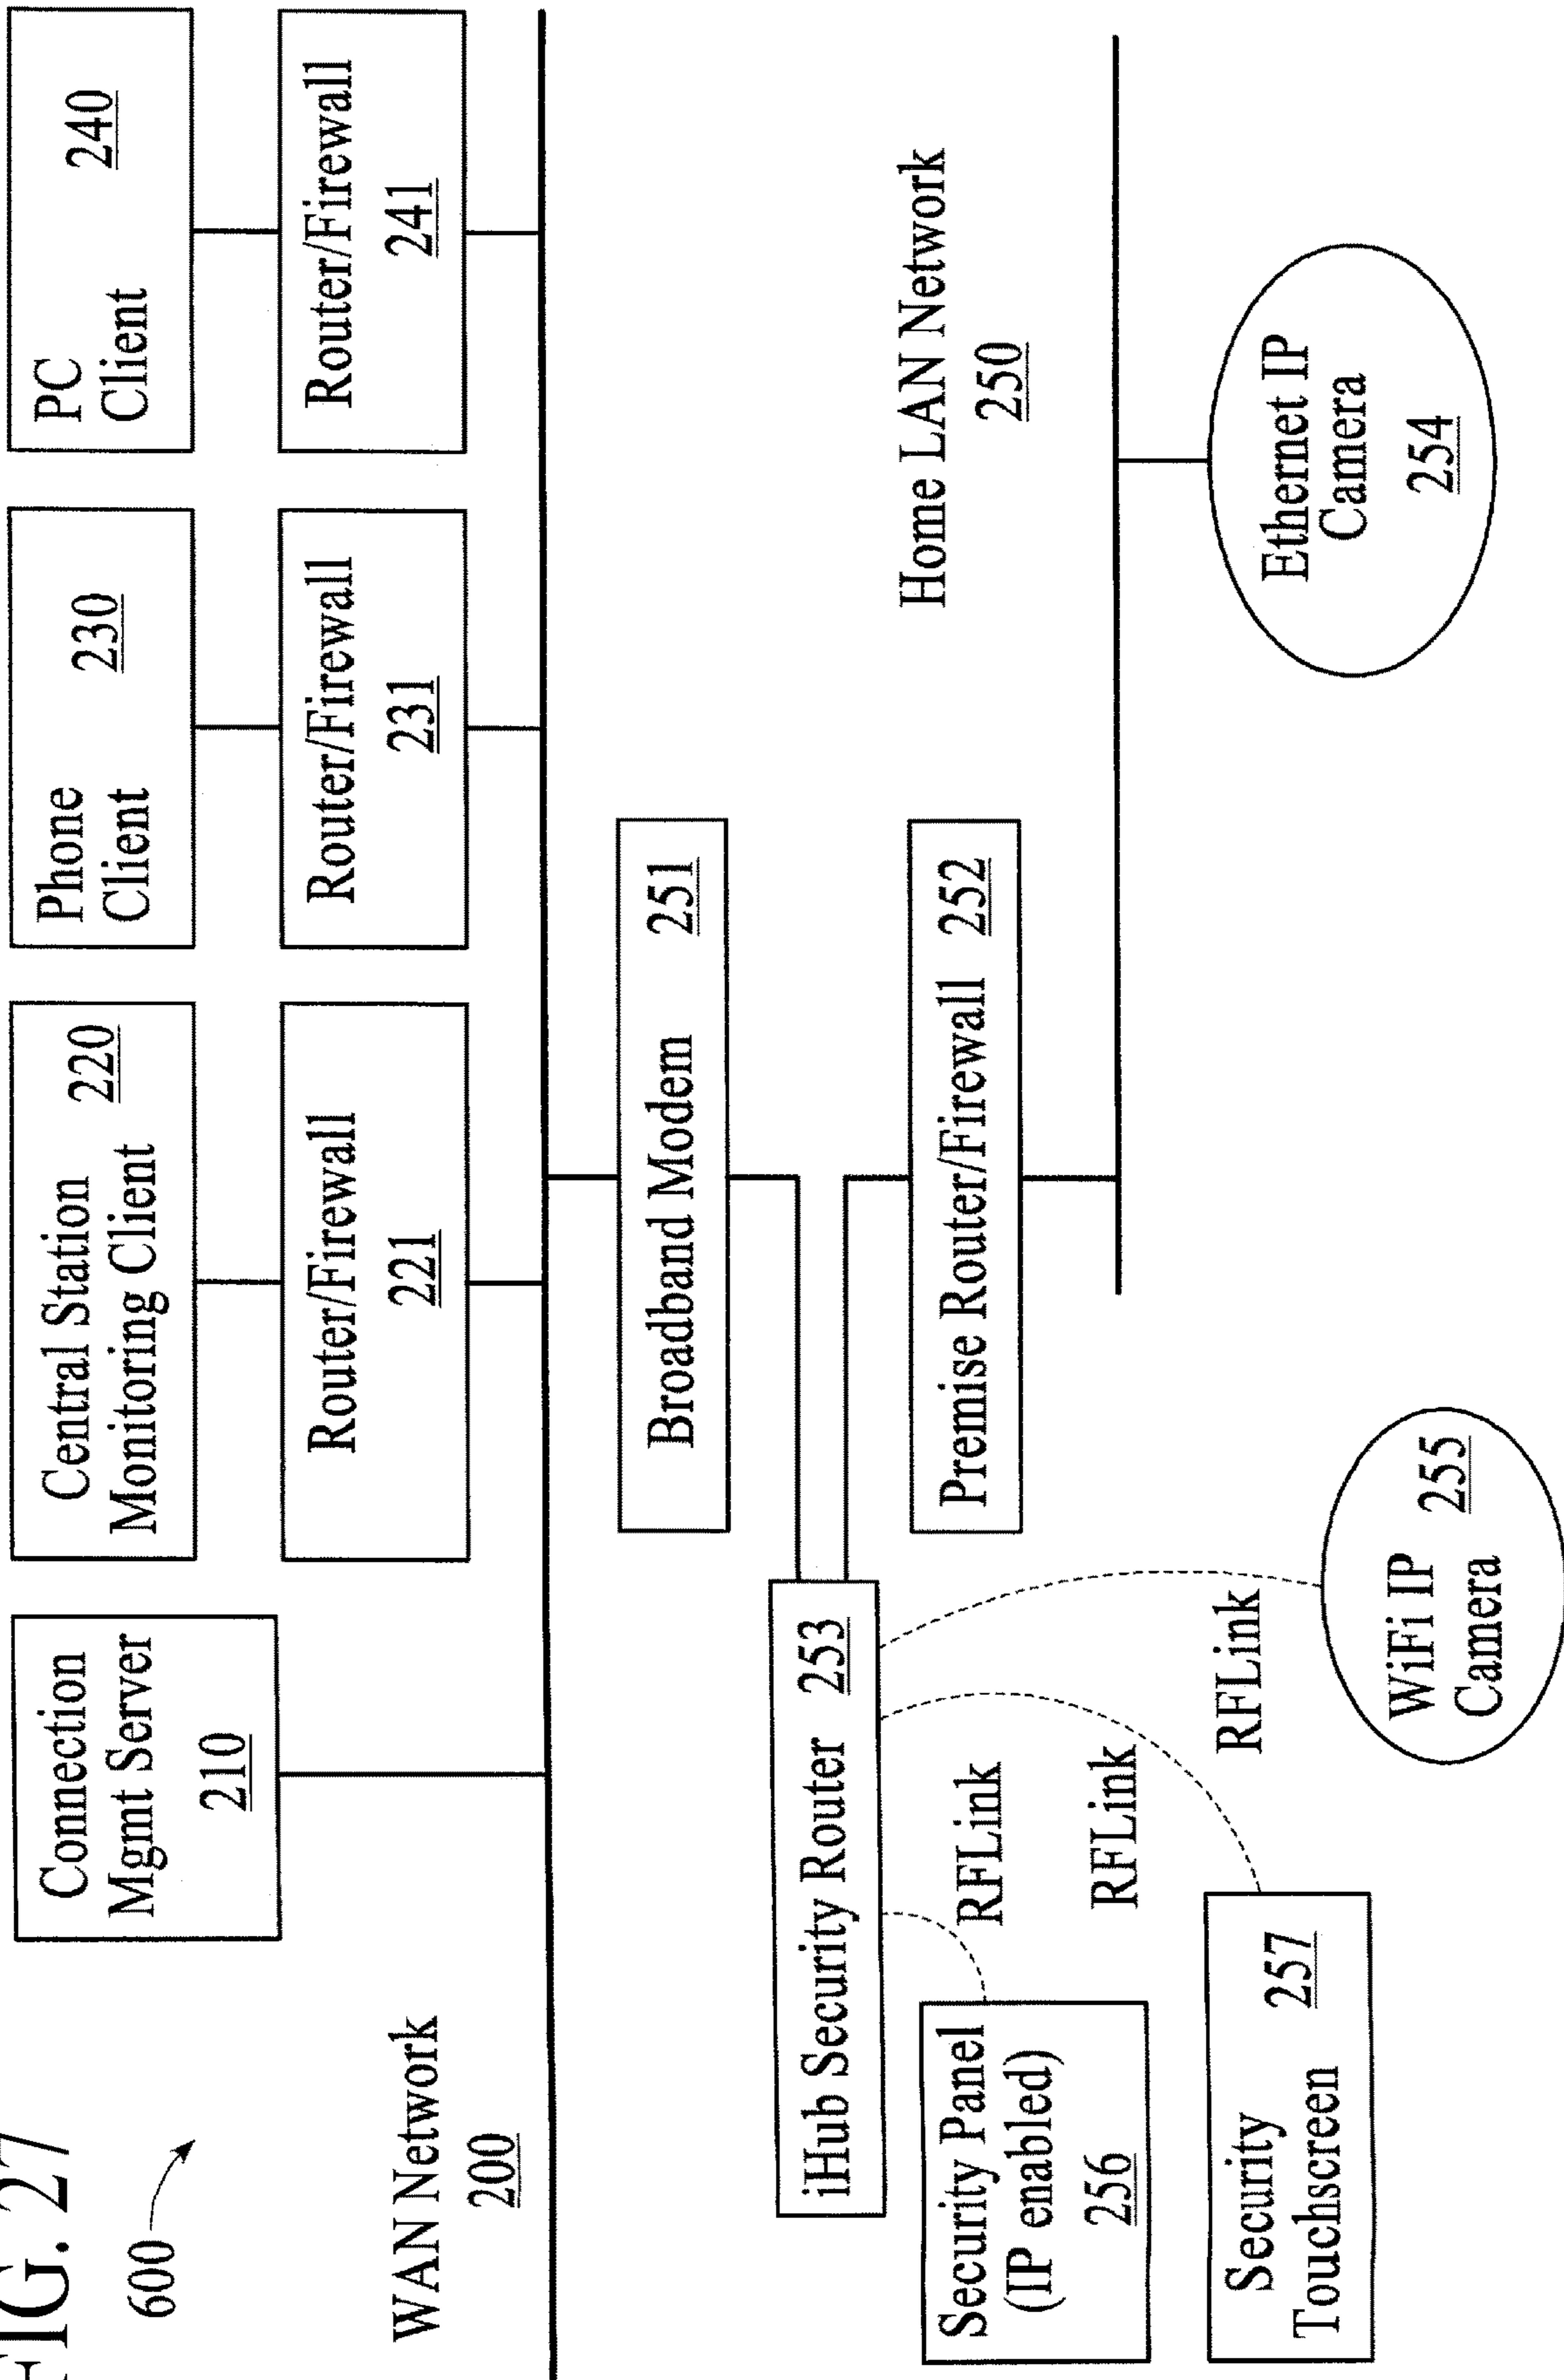 FIG. 27
600
WAN Network
200
Connection
Mgmt Server
210
Central Station
Monitoring Client
220
Router/Firewall
221
Phone
Client
230
Router/Firewall
231
PC
Client
240
Router/Firewall
241
Broadband Modem 251
iHub Security Router 253
Premise Router/Firewall 252
Home LAN Network
250
Security Panel
(IP enabled)
256
RFLink
RFLink
RFLink
Security
Touchscreen
257
WiFi IP
Camera
255
Ethernet IP
Camera
254